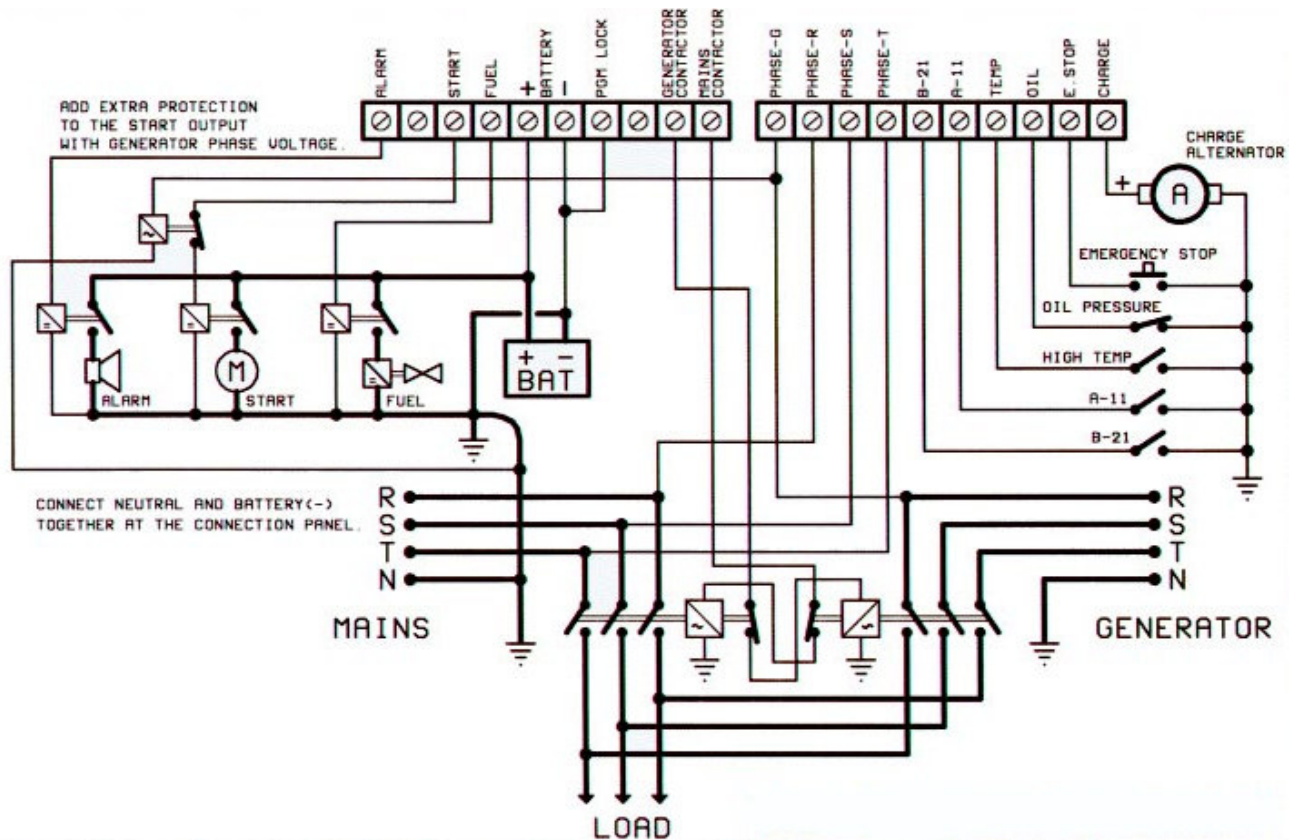 ALARM
START
FUEL
+
BATTERY
-
PGM LOCK
GENERATOR
CONTACTOR
MAINS
CONTACTOR
PHASE-G
PHASE-R
PHASE-S
PHASE-T
B-21
A-11
TEMP
OIL
E.STOP
CHARGE
ADD EXTRA PROTECTION
TO THE START OUTPUT
WITH GENERATOR PHASE VOLTAGE.
CHARGE
ALTERNATOR
+
A
EMERGENCY STOP
OIL PRESSURE
HIGH TEMP
A-11
B-21
+ -
BAT
M
ALARM
START
FUEL
CONNECT NEUTRAL AND BATTERY(-)
TOGETHER AT THE CONNECTION PANEL.
R
S
T
N
MAINS
R
S
T
N
GENERATOR
LOAD